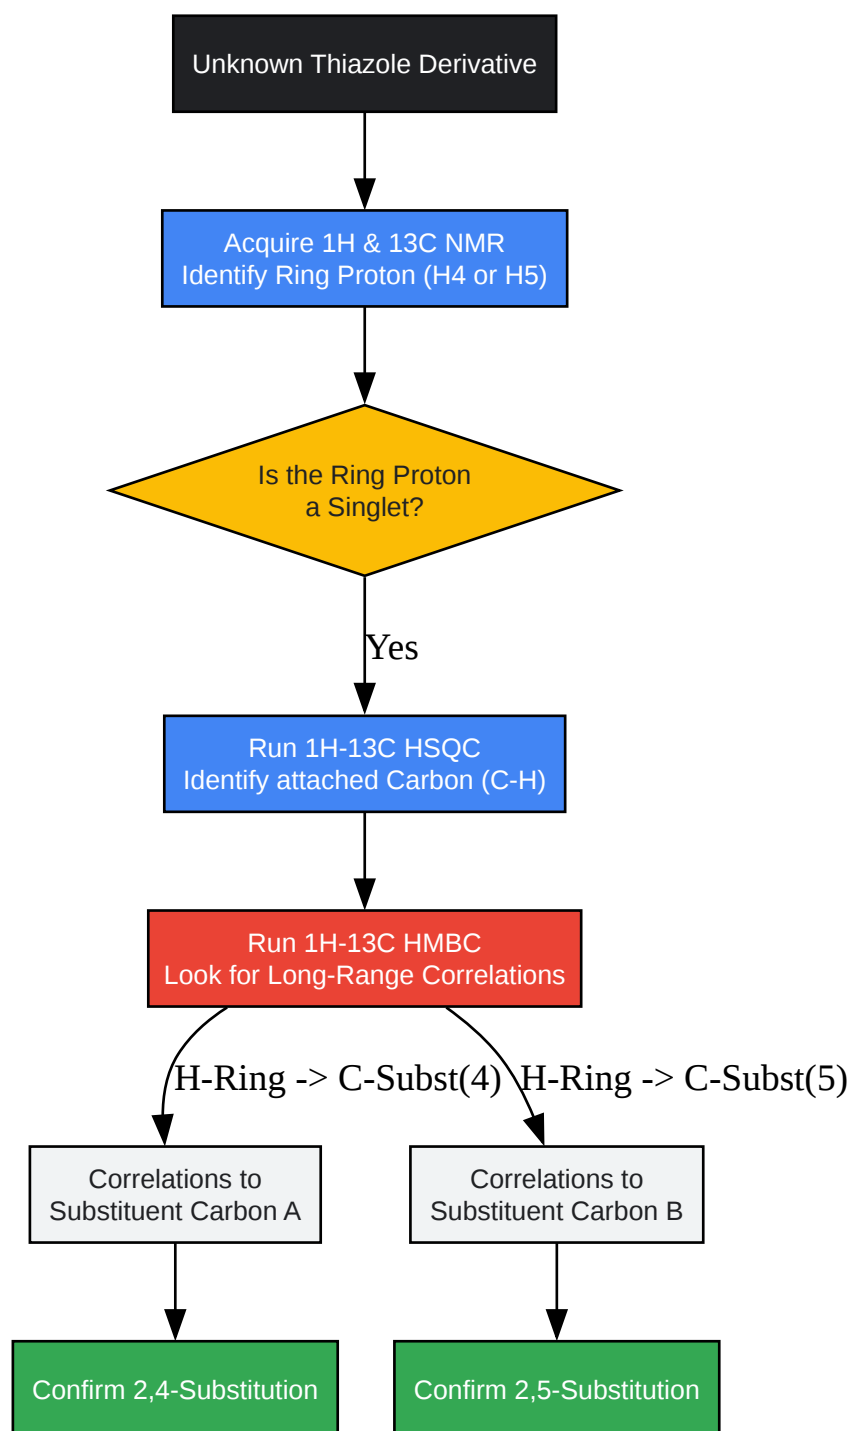 Unknown Thiazole Derivative
Acquire 1H & 13C NMR
Identify Ring Proton (H4 or H5)
Is the Ring Proton
a Singlet?
Yes
Run 1H-13C HSQC
Identify attached Carbon (C-H)
Run 1H-13C HMBC
Look for Long-Range Correlations
H-Ring -> C-Subst(4)
H-Ring -> C-Subst(5)
Correlations to
Substituent Carbon A
Correlations to
Substituent Carbon B
Confirm 2,4-Substitution
Confirm 2,5-Substitution